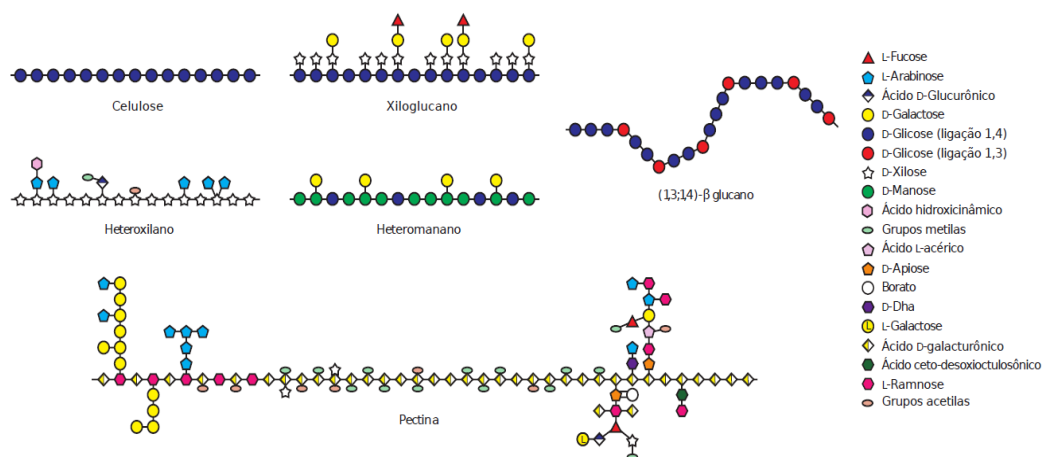 Celulose
Xiloglucano
(1,3;1,4)-β glucano
Heteroxilano
Heteromanano
Pectina
L
L-Fucose
L-Arabinose
Ácido D-Glucurônico
D-Galactose
D-Glicose (ligação 1,4)
D-Glicose (ligação 1,3)
D-Xilose
D-Manose
Ácido hidroxicinâmico
Grupos metilas
Ácido L-acérico
D-Apiose
Borato
D-Dha
L L-Galactose
Ácido D-galacturônico
Ácido ceto-desoxioctulosônico
L-Ramnose
Grupos acetilas